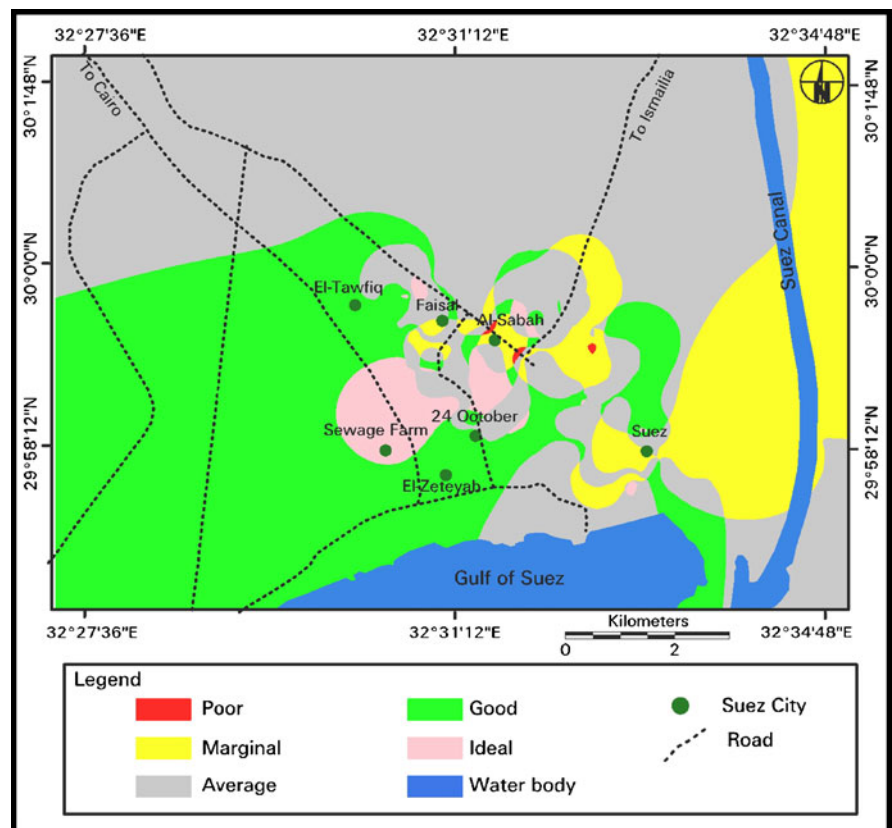 32°27'36"E 32°31'12"E 32°34'48"E
30°1'48"N 30°1'48"N
To Cairo
To Ismailia
N
Suez Canal
30°0'0"N 30°0'0"N
El-Tawfiq
Faisal
Al-Sabah
24 October
Sewage Farm
Suez
29°58'12"N 29°58'12"N
El-Zeteyah
Gulf of Suez
32°27'36"E 32°31'12"E 32°34'48"E
Kilometers
0 2
Legend
Poor Good Suez City
Marginal Ideal Road
Average Water body